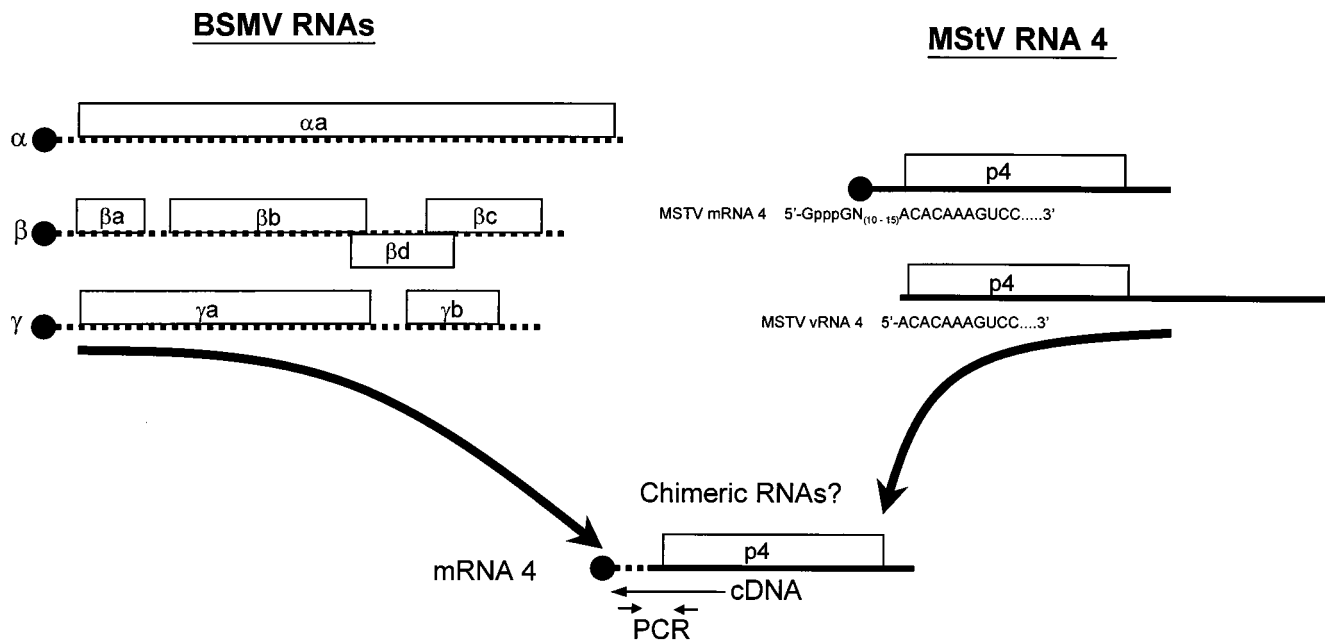 BSMV RNAs
α
αa
β
βa
βb
βc
βd
γ
γa
γb
MStV RNA 4
p4
MSTV mRNA 4 5'-GpppGN(10 - 15)ACACAAAGUCC.....3'
p4
MSTV vRNA 4 5'-ACACAAAGUCC....3'
Chimeric RNAs?
mRNA 4
p4
cDNA
PCR